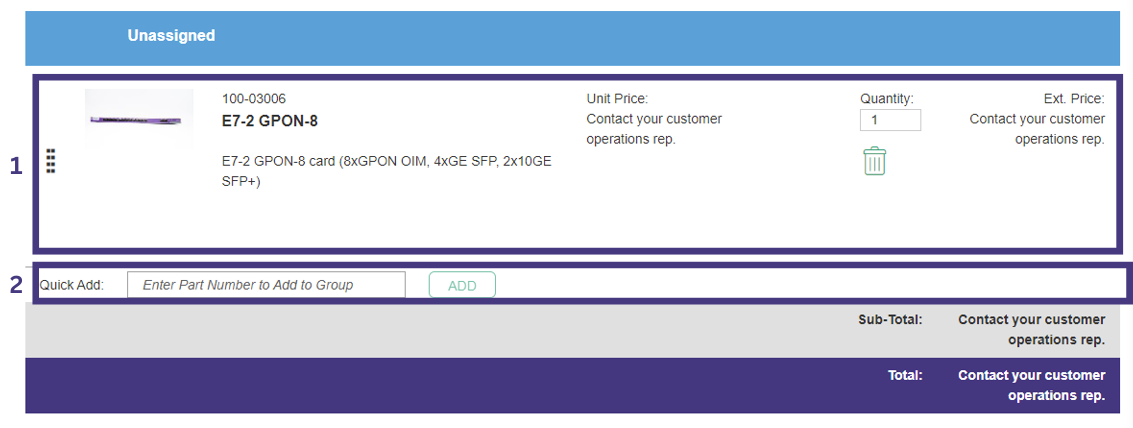 Unassigned
1
100-03006
E7-2 GPON-8
E7-2 GPON-8 card (8xGPON OIM, 4xGE SFP, 2x10GE
SFP+)
Unit Price:
Contact your customer
operations rep.
Quantity:
1
Ext. Price:
Contact your customer
operations rep.
2
Quick Add:
Enter Part Number to Add to Group
ADD
Sub-Total:
Contact your customer
operations rep.
Total:
Contact your customer
operations rep.